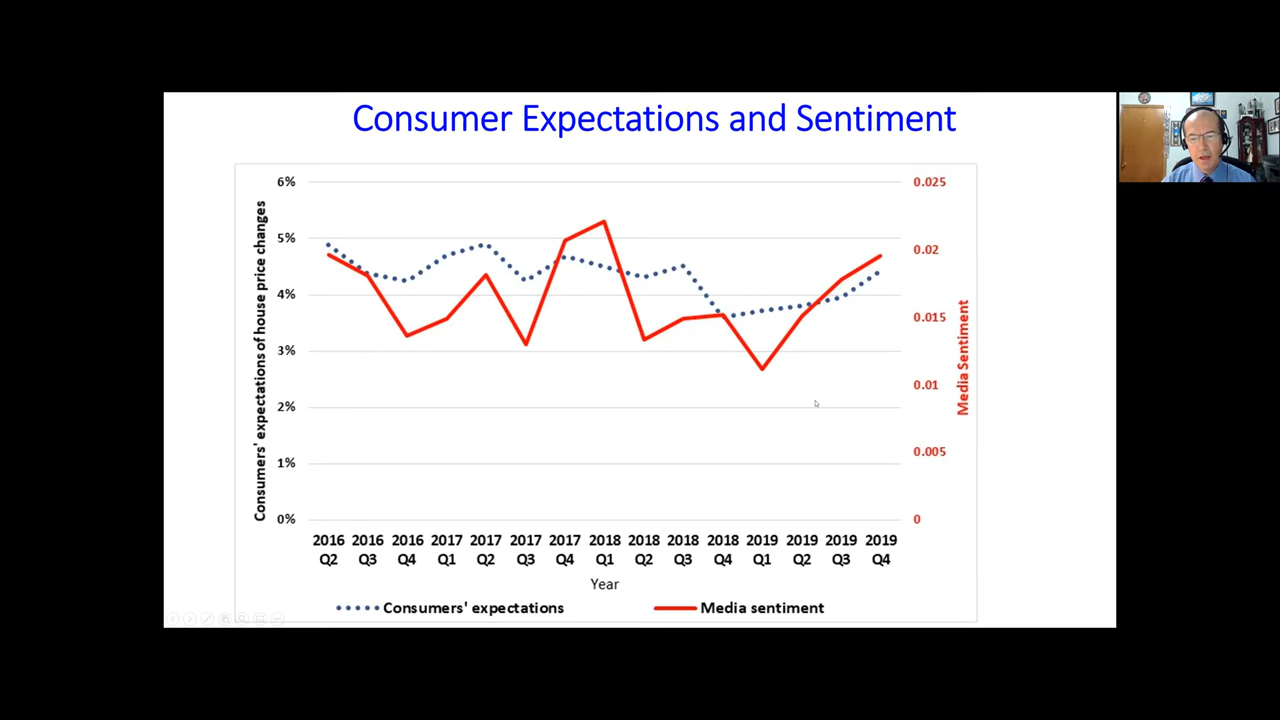 Consumer Expectations and Sentiment
Consumers' expectations of house price changes
6%
5%
4%
3%
2%
1%
0%
0.025
0.02
0.015
0.01
0.005
0
Media Sentiment
2016 2016 2016 2017 2017 2017 2017 2018 2018 2018 2018 2019 2019 2019 2019
Q2 Q3 Q4 Q1 Q2 Q3 Q4 Q1 Q2 Q3 Q4 Q1 Q2 Q3 Q4
Year
Consumers' expectations Media sentiment